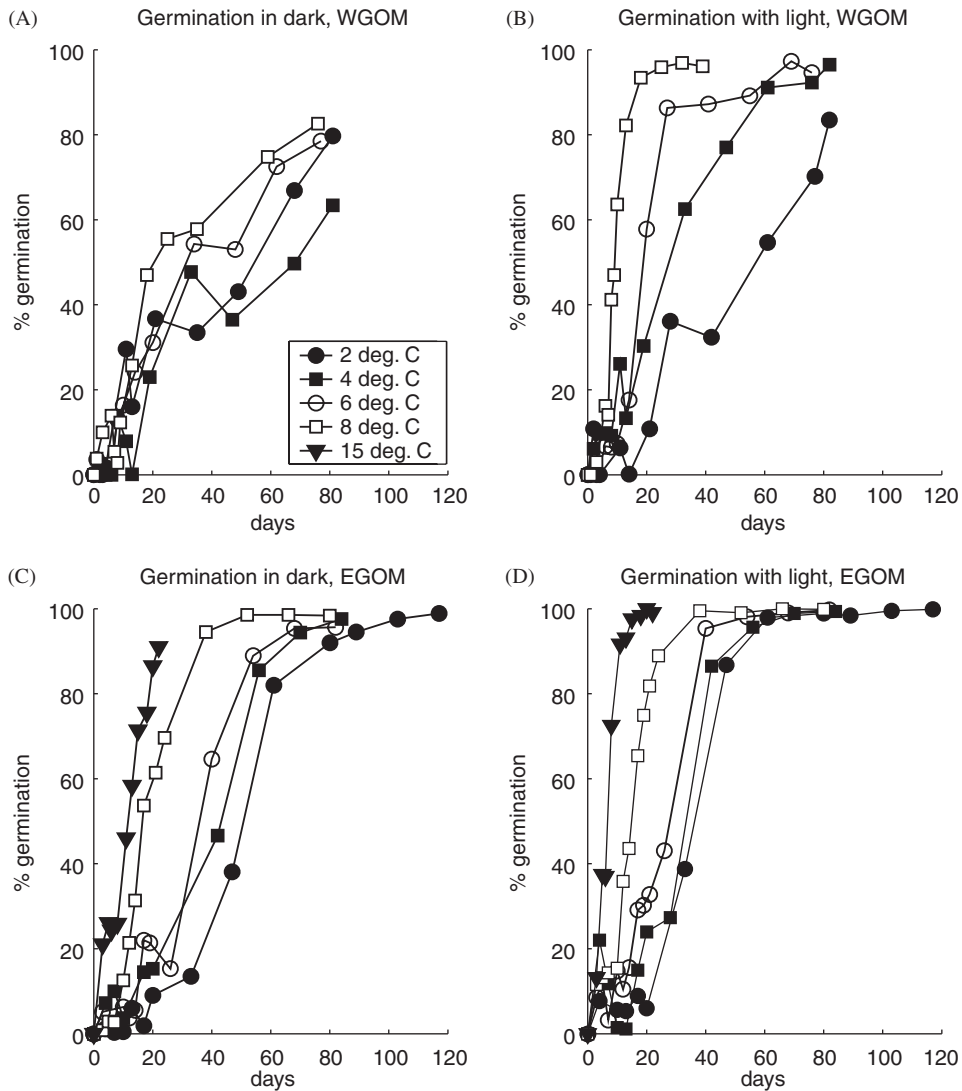 (A) Germination in dark, WGOM
100
80
60
40
20
0
% germination
0 20 40 60 80 100 120
days
2 deg. C
4 deg. C
6 deg. C
8 deg. C
15 deg. C
(B) Germination with light, WGOM
100
80
60
40
20
0
% germination
0 20 40 60 80 100 120
days
(C) Germination in dark, EGOM
100
80
60
40
20
0
% germination
0 20 40 60 80 100 120
days
(D) Germination with light, EGOM
100
80
60
40
20
0
% germination
0 20 40 60 80 100 120
days